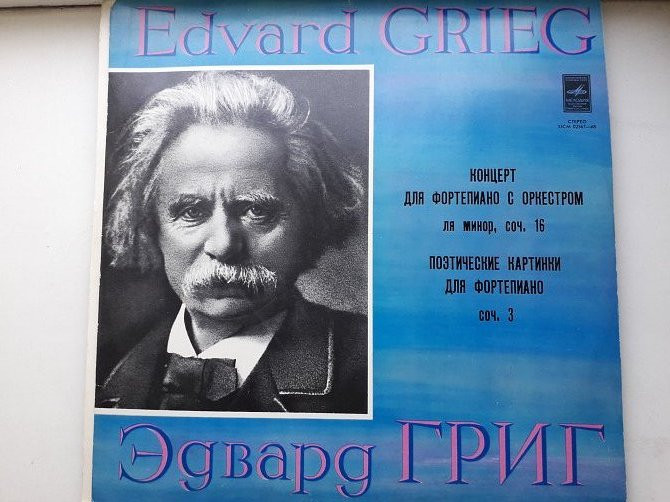 Edvard GRIEG
МЕЛОДИЯ
СТЕРЕО
КОНЦЕРТ
ДЛЯ ФОРТЕПИАНО С ОРКЕСТРОМ
ЛЯ МИНОР, СОЧ. 16
ПОЭТИЧЕСКИЕ КАРТИНКИ
ДЛЯ ФОРТЕПИАНО
СОЧ. 3
Эдвард ГРИГ